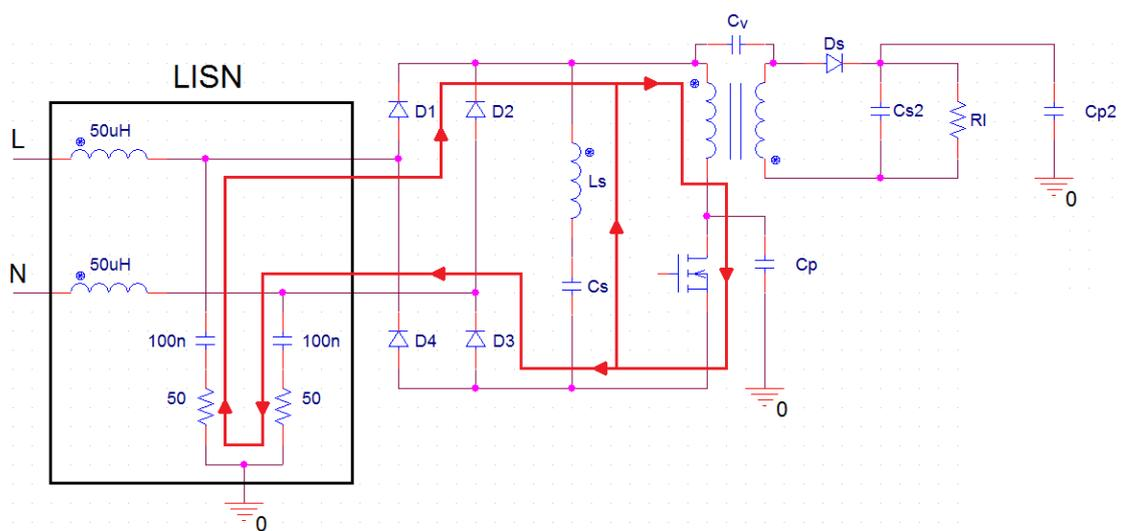 Cv
LISN
Ds
L
50uH
D1
D2
Cs2
Rl
Cp2
Ls
0
N
50uH
Cp
100n
100n
Cs
D4
D3
50
50
0
0